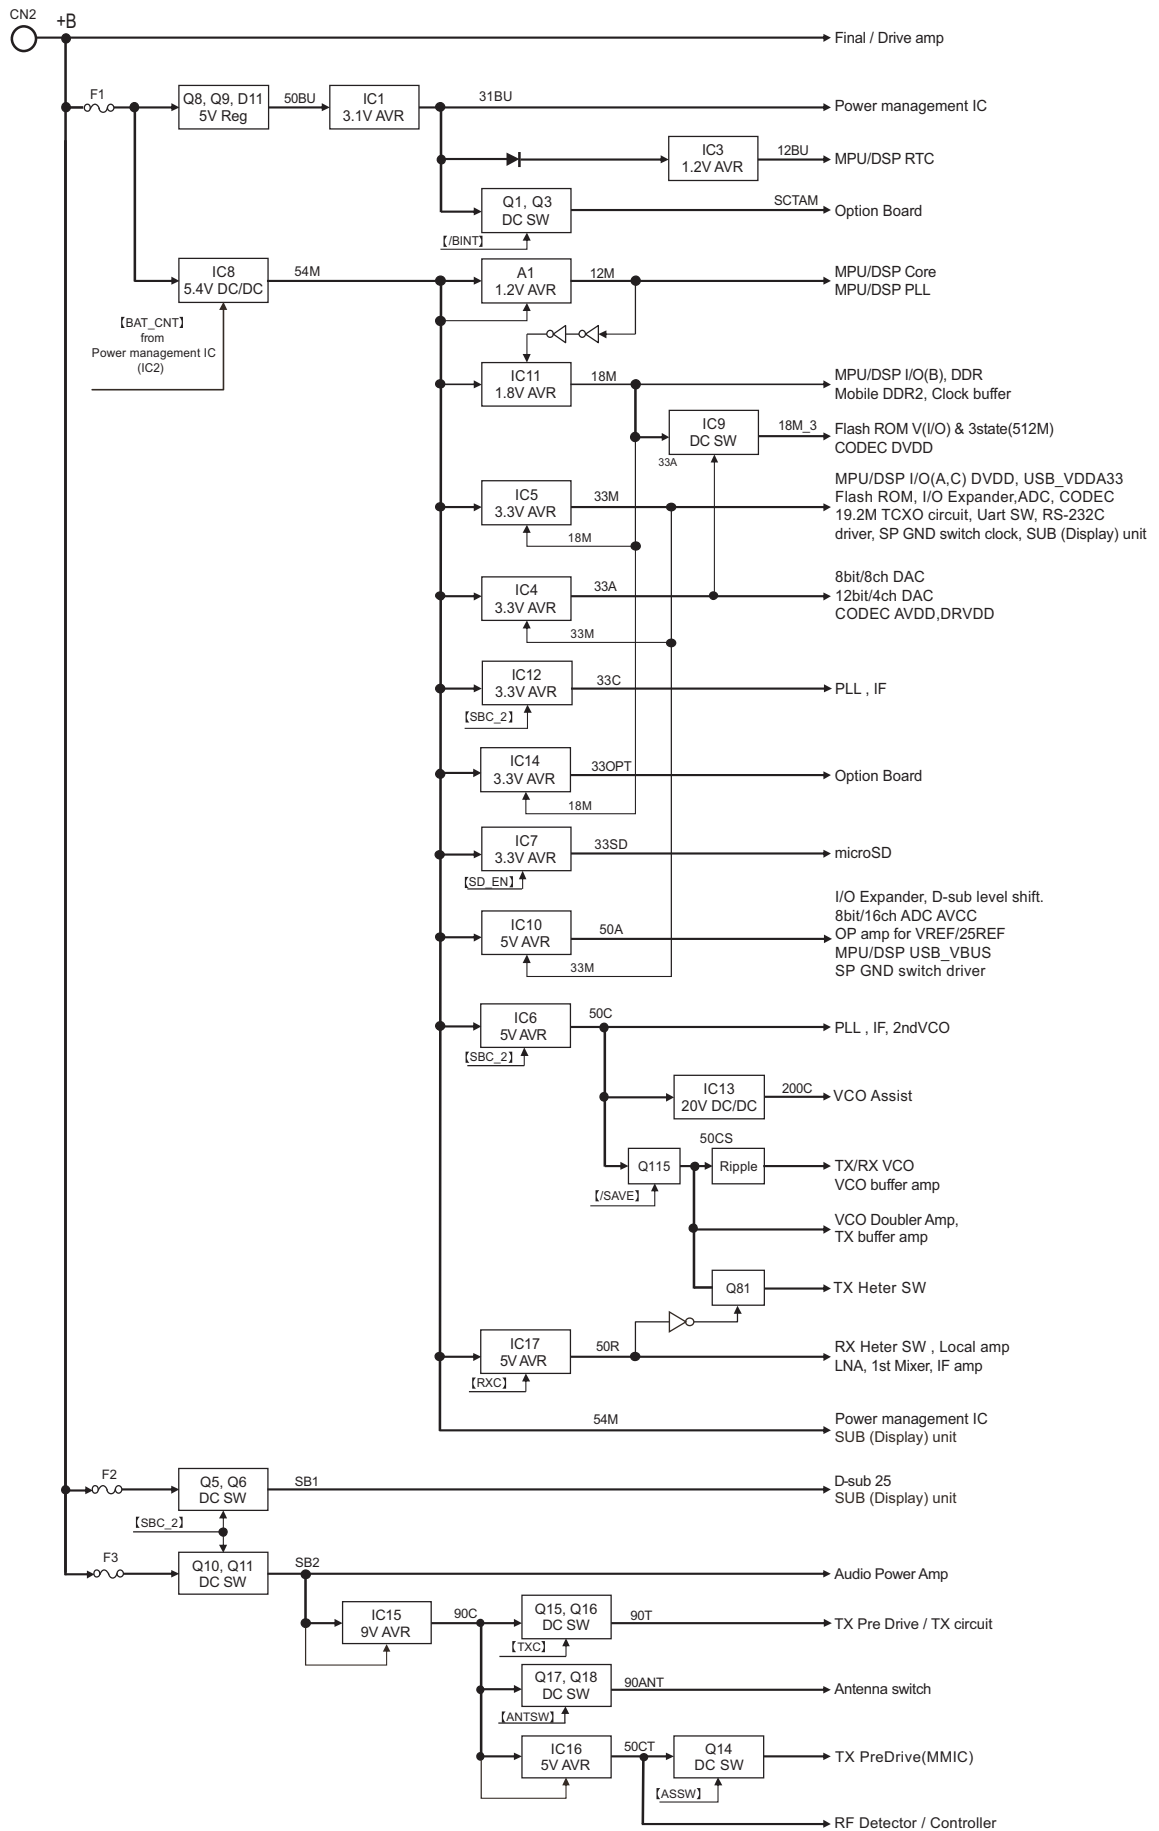 CN2
+B
Final / Drive amp
F1
Q8, Q9, D11
5V Reg
50BU
IC1
3.1V AVR
31BU
Power management IC
IC3
1.2V AVR
12BU
MPU/DSP RTC
Q1, Q3
DC SW
SCTAM
Option Board
【/BINT】
IC8
5.4V DC/DC
54M
A1
1.2V AVR
12M
MPU/DSP Core
MPU/DSP PLL
【BAT_CNT】
from
Power management IC
(IC2)
IC11
1.8V AVR
18M
MPU/DSP I/O(B), DDR
Mobile DDR2, Clock buffer
IC9
DC SW
18M_3
Flash ROM V(I/O) & 3state(512M)
CODEC DVDD
33A
IC5
3.3V AVR
33M
18M
MPU/DSP I/O(A,C) DVDD, USB_VDDA33
Flash ROM, I/O Expander,ADC, CODEC
19.2M TCXO circuit, Uart SW, RS-232C
driver, SP GND switch clock, SUB (Display) unit
IC4
3.3V AVR
33A
33M
8bit/8ch DAC
12bit/4ch DAC
CODEC AVDD,DRVDD
IC12
3.3V AVR
33C
PLL , IF
【SBC_2】
IC14
3.3V AVR
33OPT
Option Board
18M
IC7
3.3V AVR
33SD
microSD
【SD_EN】
IC10
5V AVR
50A
33M
I/O Expander, D-sub level shift.
8bit/16ch ADC AVCC
OP amp for VREF/25REF
MPU/DSP USB_VBUS
SP GND switch driver
IC6
5V AVR
50C
PLL , IF, 2ndVCO
【SBC_2】
IC13
20V DC/DC
200C
VCO Assist
Q115
50CS
Ripple
TX/RX VCO
VCO buffer amp
【/SAVE】
VCO Doubler Amp,
TX buffer amp
Q81
TX Heter SW
IC17
5V AVR
50R
RX Heter SW , Local amp
LNA, 1st Mixer, IF amp
【RXC】
54M
Power management IC
SUB (Display) unit
F2
Q5, Q6
DC SW
SB1
D-sub 25
SUB (Display) unit
【SBC_2】
F3
Q10, Q11
DC SW
SB2
Audio Power Amp
IC15
9V AVR
90C
Q15, Q16
DC SW
90T
TX Pre Drive / TX circuit
【TXC】
Q17, Q18
DC SW
90ANT
Antenna switch
【ANTSW】
IC16
5V AVR
50CT
Q14
DC SW
TX PreDrive(MMIC)
【ASSW】
RF Detector / Controller